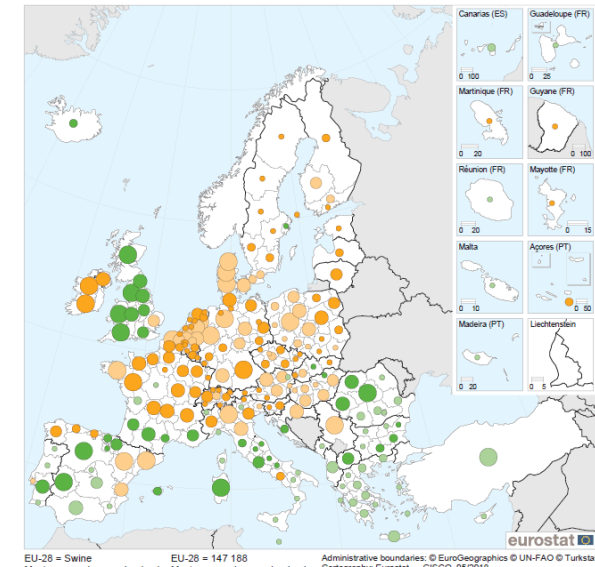 Canarias (ES)
0 100
Guadeloupe (FR)
0 25
Martinique (FR)
0 20
Guyane (FR)
0 100
Réunion (FR)
0 20
Mayotte (FR)
0 15
Malta
0 10
Açores (PT)
0 50
Madeira (PT)
0 20
Liechtenstein
0 5
eurostat
EU-28 = Swine
EU-28 = 147 188
Administrative boundaries: © EuroGeographics © UN-FAO © Turksta